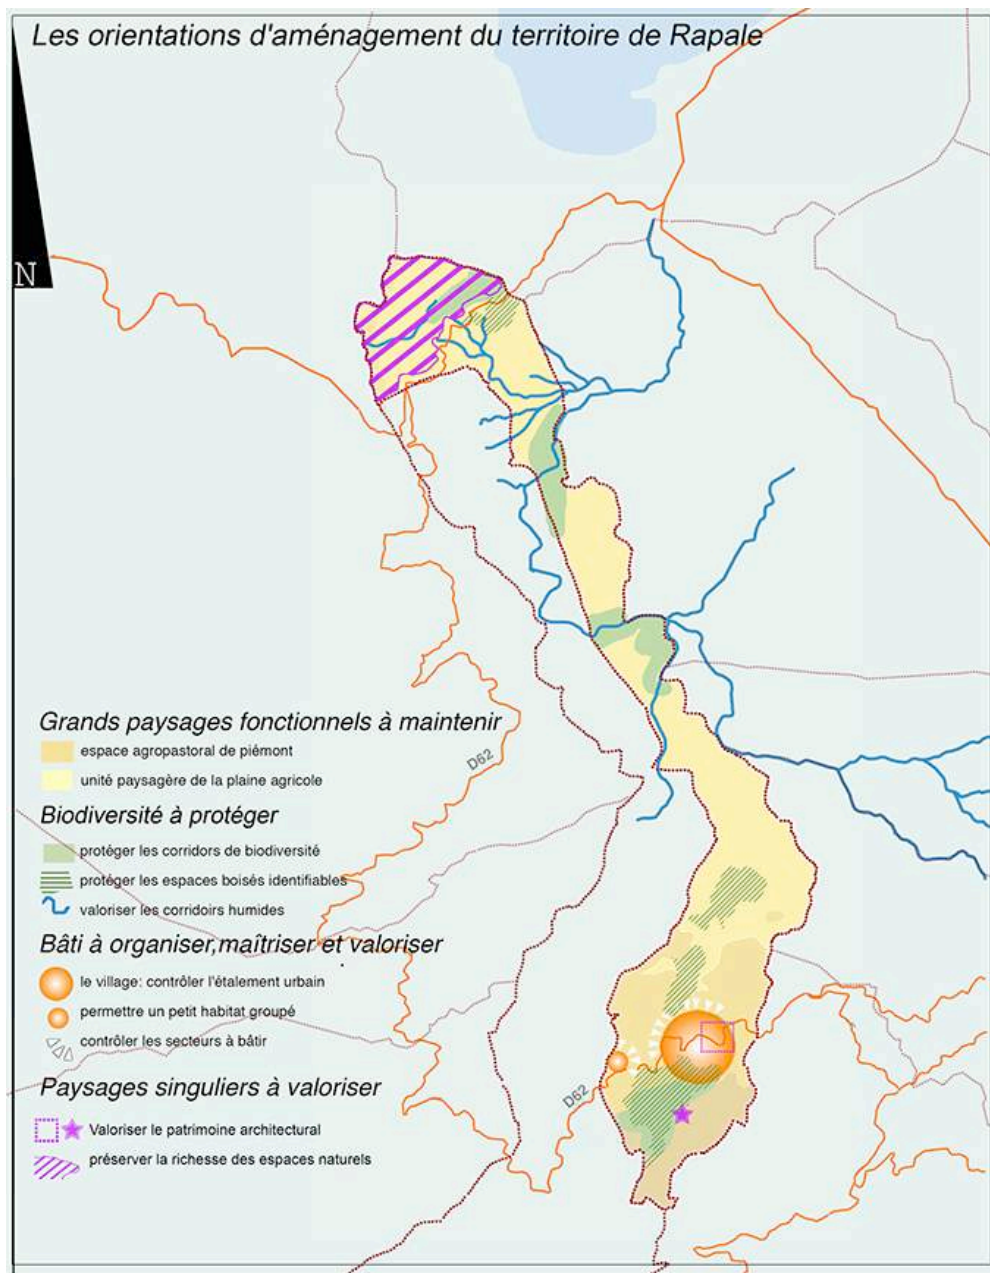 Les orientations d'aménagement du territoire de Rapale
N
Grands paysages fonctionnels à maintenir
espace agropastoral de piémont
D62
unité paysagère de la plaine agricole
Biodiversité à protéger
protéger les corridors de biodiversité
protéger les espaces boisés identifiables
valoriser les corridoirs humides
Bâti à organiser,maîtriser et valoriser
le village: contrôler l'étalement urbain
permettre un petit habitat groupé
contrôler les secteurs à bâtir
Paysages singuliers à valoriser
D62
Valoriser le patrimoine architectural
préserver la richesse des espaces naturels